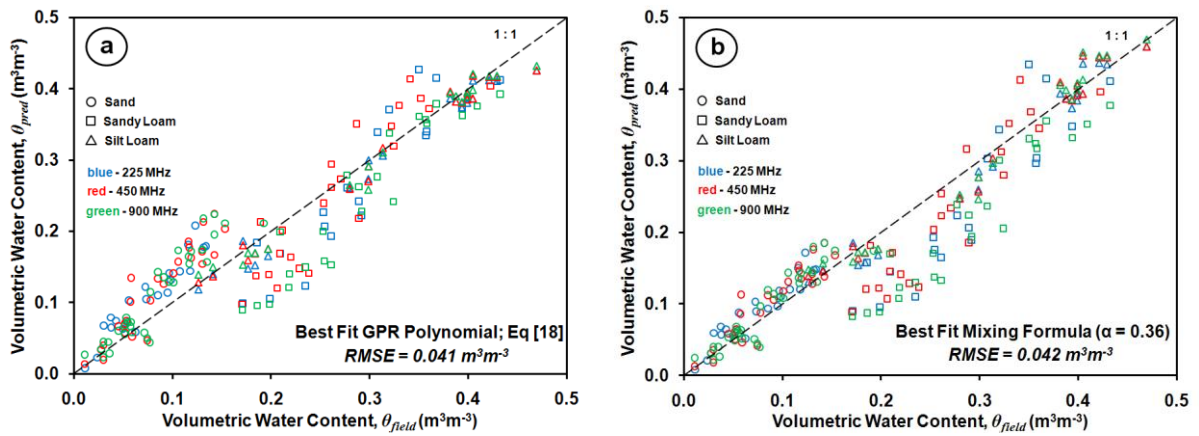 a
1 : 1
Sand
Sandy Loam
Silt Loam
blue - 225 MHz
red - 450 MHz
green - 900 MHz
Best Fit GPR Polynomial; Eq [18]
RMSE = 0.041 m³m⁻³
0.5
0.4
0.3
0.2
0.1
0.0
Volumetric Water Content, θpred (m³m⁻³)
0.0 0.1 0.2 0.3 0.4 0.5
Volumetric Water Content, θfield (m³m⁻³)
b
1 : 1
Sand
Sandy Loam
Silt Loam
blue - 225 MHz
red - 450 MHz
green - 900 MHz
Best Fit Mixing Formula (α = 0.36)
RMSE = 0.042 m³m⁻³
0.5
0.4
0.3
0.2
0.1
0.0
Volumetric Water Content, θpred (m³m⁻³)
0.0 0.1 0.2 0.3 0.4 0.5
Volumetric Water Content, θfield (m³m⁻³)